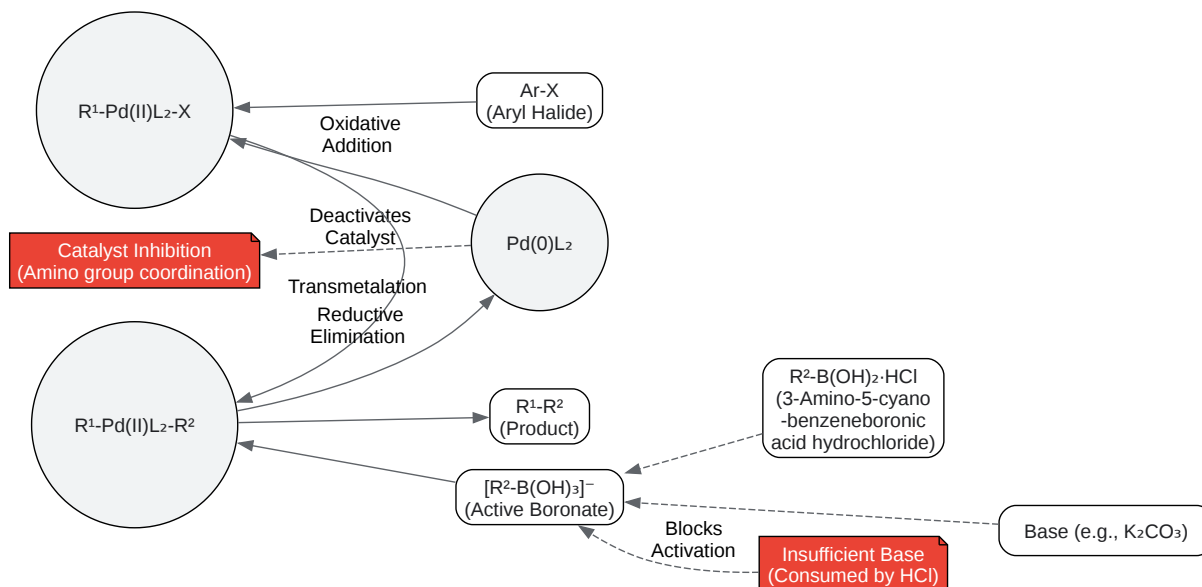 R¹-Pd(II)L₂-X
Ar-X
(Aryl Halide)
Oxidative
Addition
Deactivates
Catalyst
Pd(0)L₂
Catalyst Inhibition
(Amino group coordination)
Transmetalation
Reductive
Elimination
R¹-Pd(II)L₂-R²
R¹-R²
(Product)
R²-B(OH)₂·HCl
(3-Amino-5-cyano
-benzeneboronic
acid hydrochloride)
[R²-B(OH)₃]⁻
(Active Boronate)
Blocks
Activation
Base (e.g., K₂CO₃)
Insufficient Base
(Consumed by HCl)